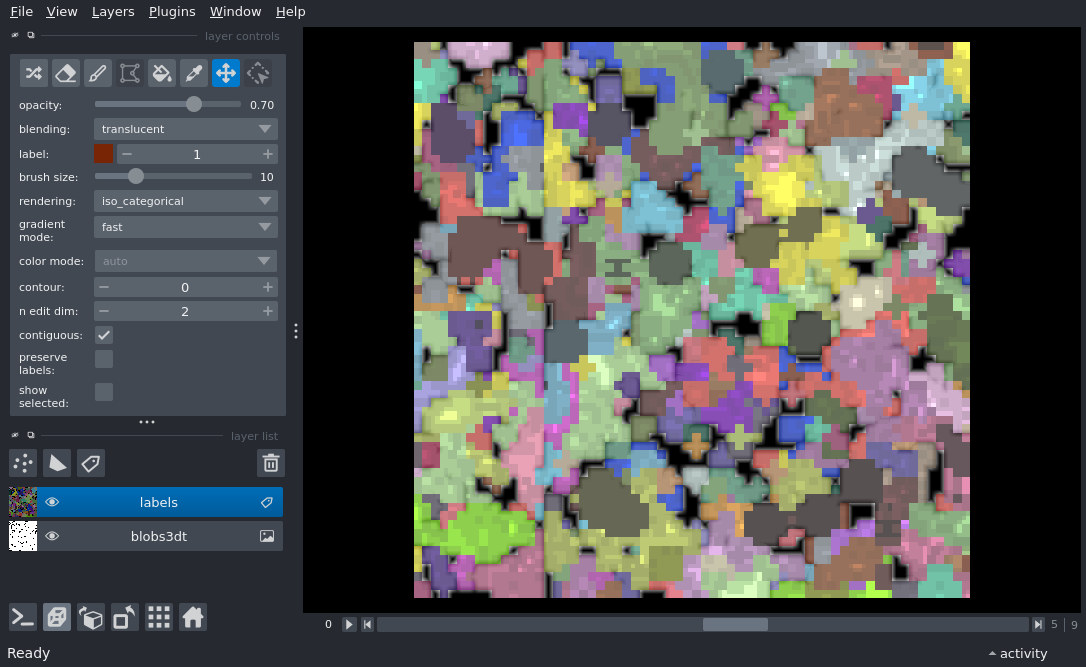 File View Layers Plugins Window Help
layer controls
opacity: 0.70
blending: translucent
label: 1
brush size: 10
rendering: iso_categorical
gradient
mode: fast
color mode: auto
contour: 0
n edit dim: 2
contiguous:
preserve
labels:
show
selected:
layer list
labels
blobs3dt
0 5 | 9
Ready activity